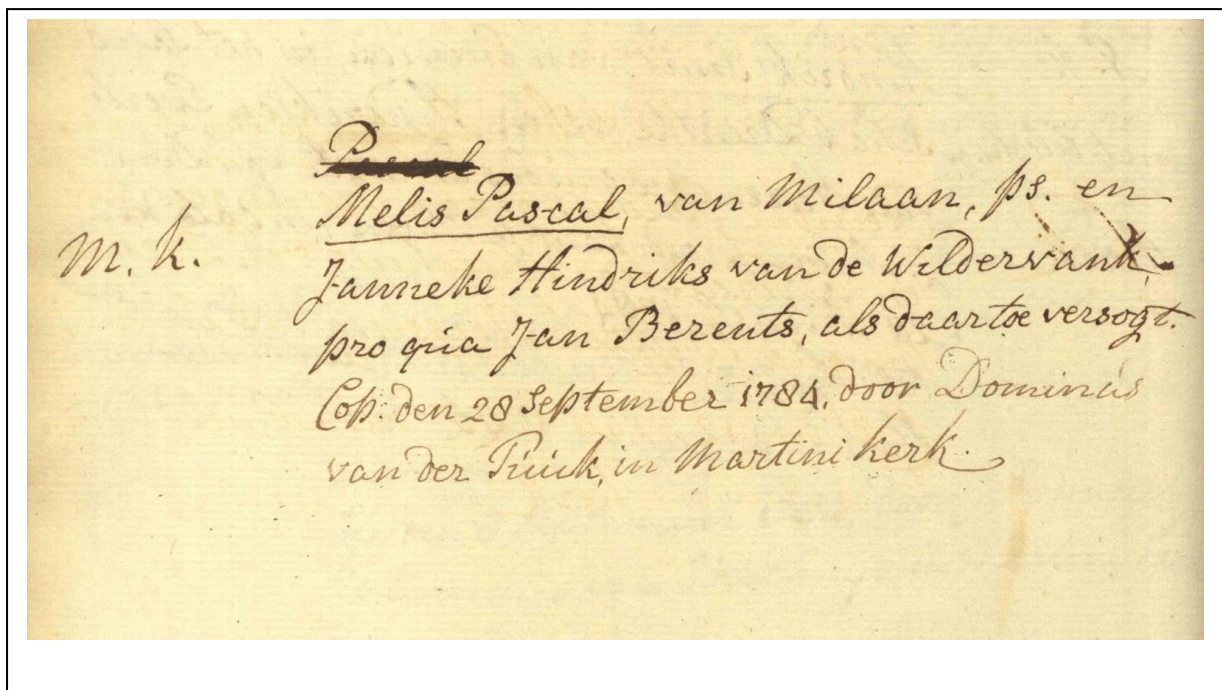 Pascal
Melis Pascal, van Milaan, ps. en
M. K.
Janneke Hindriks van de Wildervank,
pro qua Jan Berents, als daartoe versogt.
Cop. den 28 September 1784, door Dominus
van der Tuuk, in Martini kerk.